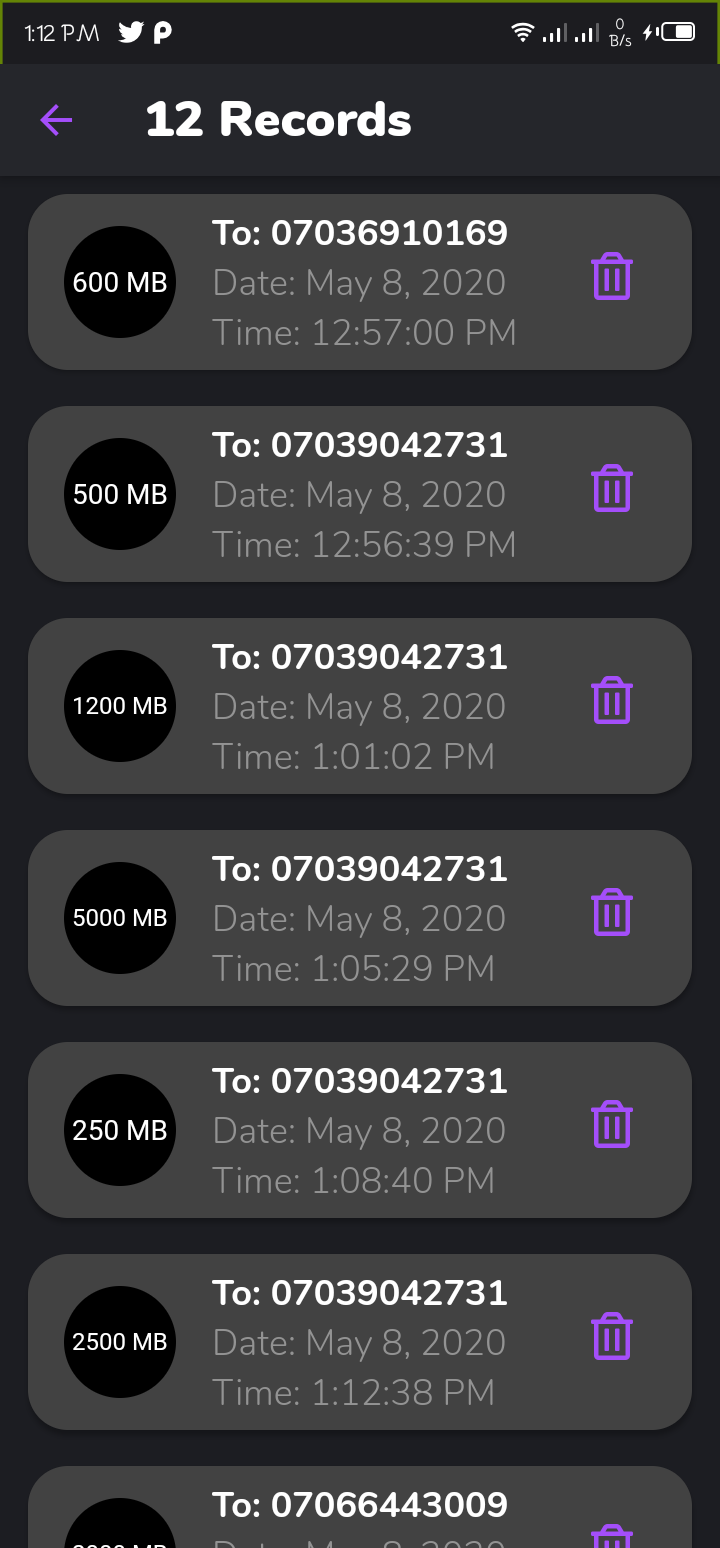 1:12 PM
0
B/s
12 Records
600 MB
To: 07036910169
Date: May 8, 2020
Time: 12:57:00 PM
500 MB
To: 07039042731
Date: May 8, 2020
Time: 12:56:39 PM
1200 MB
To: 07039042731
Date: May 8, 2020
Time: 1:01:02 PM
5000 MB
To: 07039042731
Date: May 8, 2020
Time: 1:05:29 PM
250 MB
To: 07039042731
Date: May 8, 2020
Time: 1:08:40 PM
2500 MB
To: 07039042731
Date: May 8, 2020
Time: 1:12:38 PM
To: 07066443009
Date: May 8, 2020